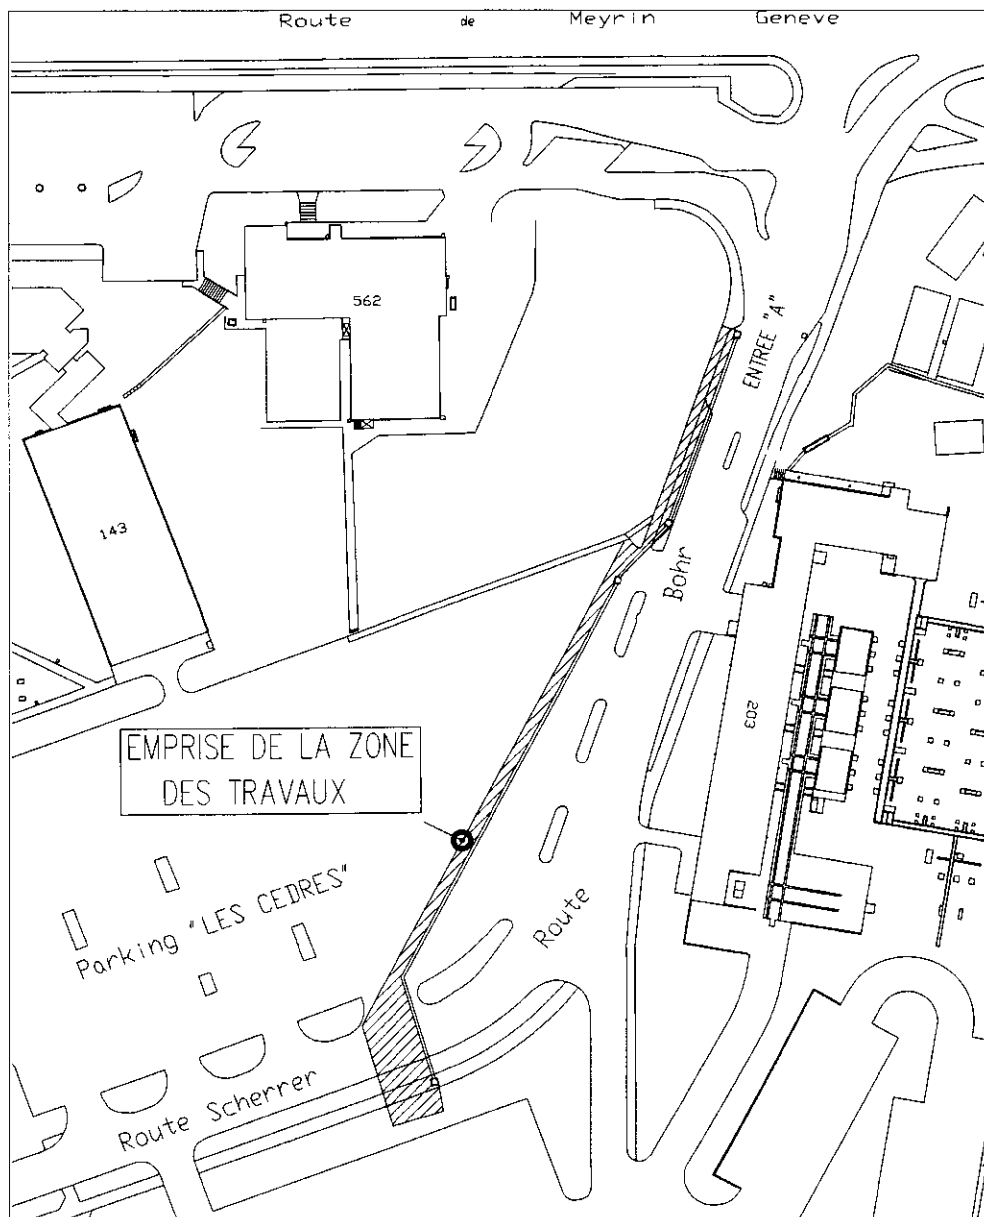 Route de Meyrin Geneve
562
ENTREE "A"
143
Bohr
203
EMPRISE DE LA ZONE
DES TRAVAUX
Parking "LES CEDRES"
Route
Route Scherrer